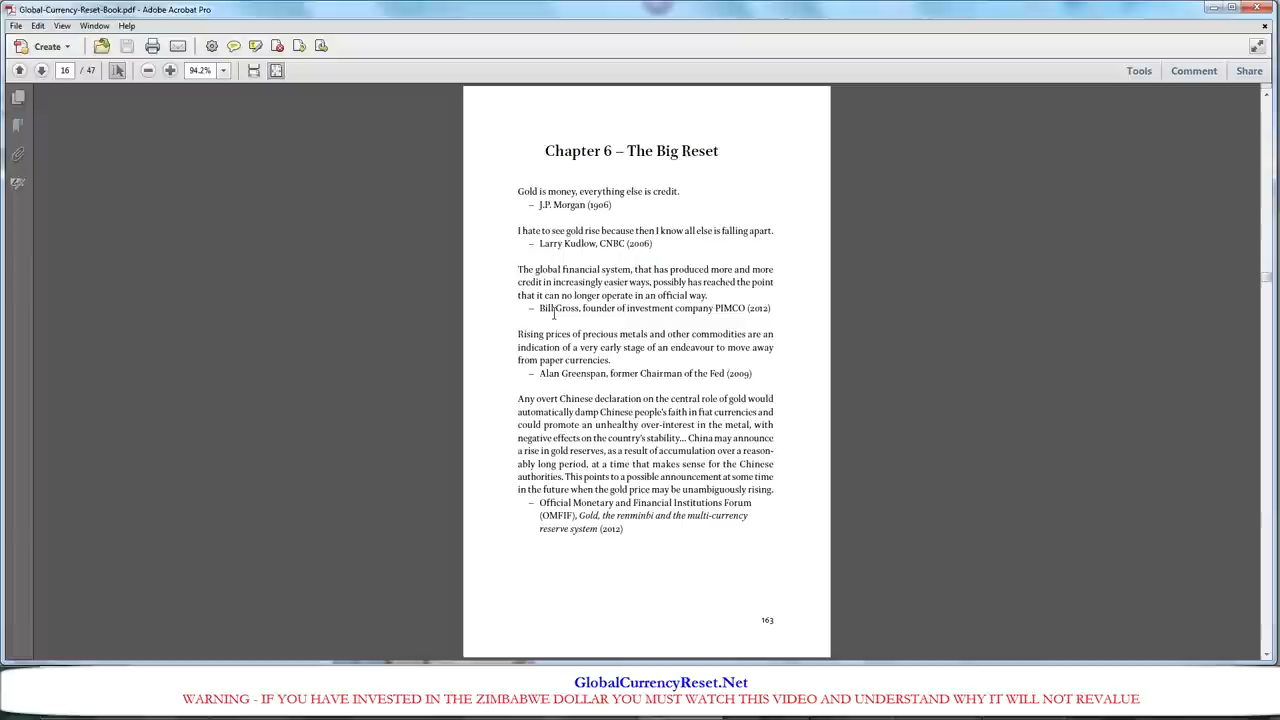 Global-Currency-Reset-Book.pdf - Adobe Acrobat Pro
File Edit View Window Help
Create
16 / 47 94.2% Tools Comment Share
Chapter 6 – The Big Reset
Gold is money, everything else is credit.
– J.P. Morgan (1906)
I hate to see gold rise because then I know all else is falling apart.
– Larry Kudlow, CNBC (2006)
The global financial system, that has produced more and more
credit in increasingly easier ways, possibly has reached the point
that it can no longer operate in an official way.
– Bill Gross, founder of investment company PIMCO (2012)
Rising prices of precious metals and other commodities are an
indication of a very early stage of an endeavour to move away
from paper currencies.
– Alan Greenspan, former Chairman of the Fed (2009)
Any overt Chinese declaration on the central role of gold would
automatically damp Chinese people's faith in fiat currencies and
could promote an unhealthy over-interest in the metal, with
negative effects on the country's stability... China may announce
a rise in gold reserves, as a result of accumulation over a reason-
ably long period, at a time that makes sense for the Chinese
authorities. This points to a possible announcement at some time
in the future when the gold price may be unambiguously rising.
– Official Monetary and Financial Institutions Forum
(OMFIF), Gold, the renminbi and the multi-currency
reserve system (2012)
163
GlobalCurrencyReset.Net
WARNING - IF YOU HAVE INVESTED IN THE ZIMBABWE DOLLAR YOU MUST WATCH THIS VIDEO AND UNDERSTAND WHY IT WILL NOT REVALUE